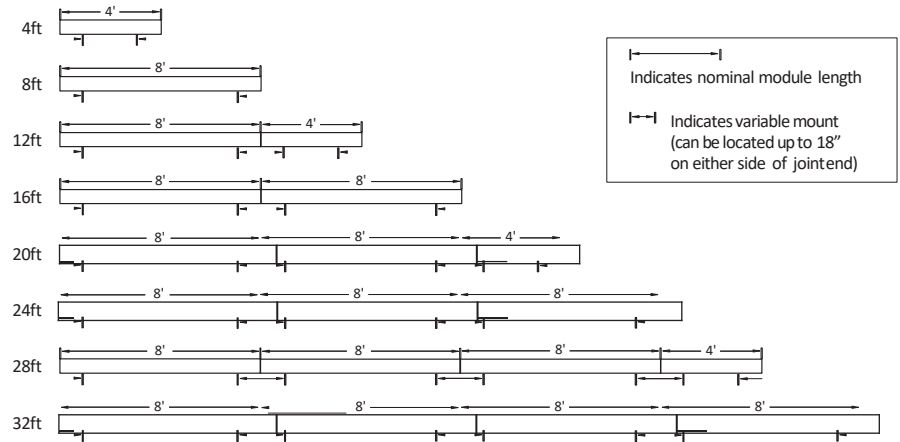 4ft 4'
8ft 8'
12ft 8' 4'
16ft 8' 8'
20ft 8' 8' 4'
24ft 8' 8' 8'
28ft 8' 8' 8' 4'
32ft 8' 8' 8' 8'
Indicates nominal module length
Indicates variable mount
(can be located up to 18”
on either side of jointend)